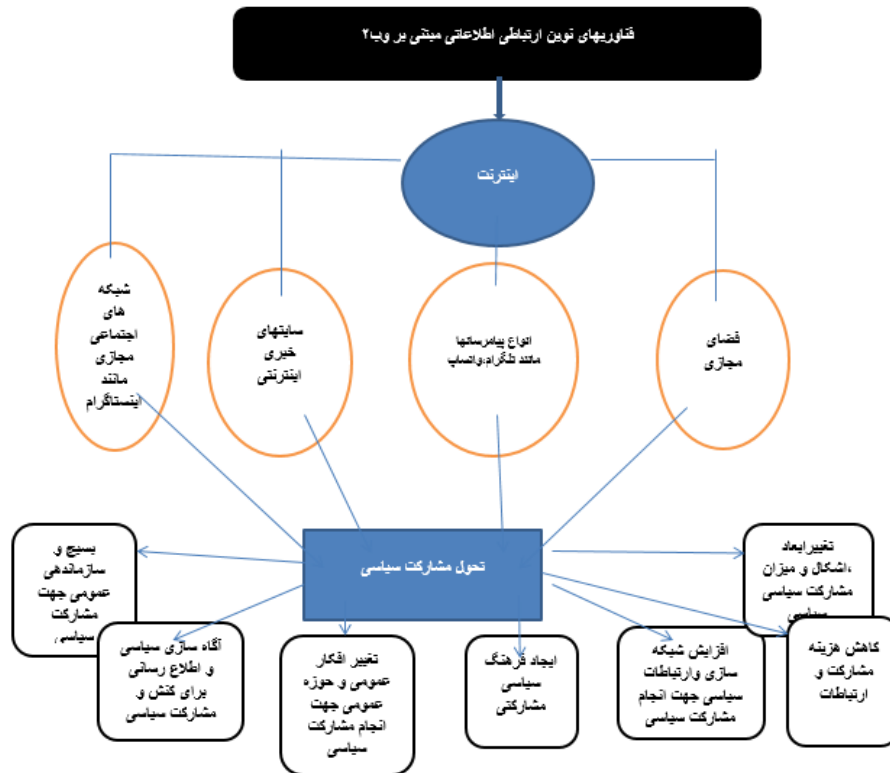 فناوریهای نوین ارتباطی اطلاعاتی مبتنی بر وب۲
اینترنت
فضای
مجازی
انواع پیامرسانها
مانند تلگرام،واتساپ
سایتهای
خبری
اینترنتی
شبکه
های
اجتماعی
مجازی
مانند
اینستاگرام
تحول مشارکت سیاسی
تغییرابعاد
،اشکال و میزان
مشارکت سیاسی
سیاسی
کاهش هزینه
مشارکت و
ارتباطات
افزایش شبکه
سازی وارتباطات
سیاسی جهت انجام
مشارکت سیاسی
ایجاد فرهنگ
سیاسی
مشارکتی
تغییر افکار
عمومی و حوزه
عمومی جهت
انجام مشارکت
سیاسی
آگاه سازی سیاسی
و اطلاع رسانی
برای کنش و
مشارکت سیاسی
بسیج و
سازماندهی
عمومی جهت
مشارکت
سیاسی